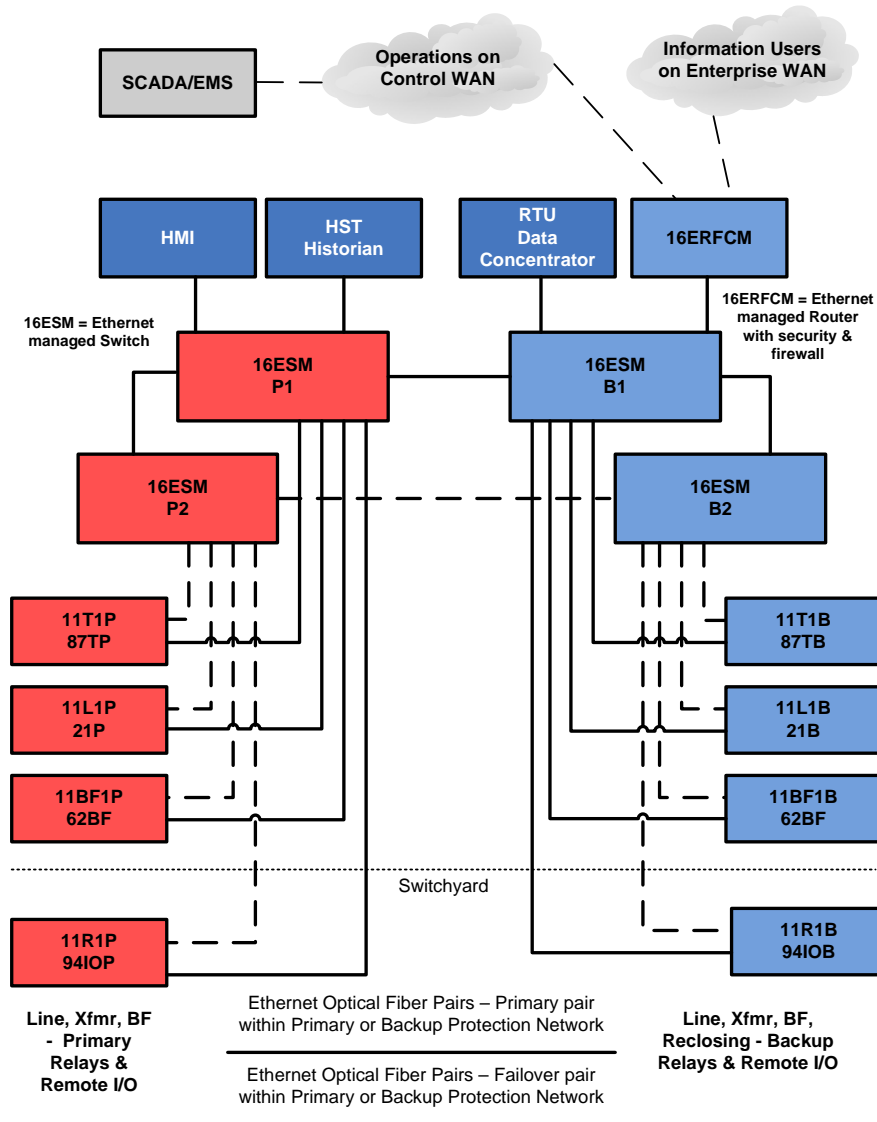 SCADA/EMS
Operations on
Control WAN
Information Users
on Enterprise WAN
HMI
HST
Historian
RTU
Data
Concentrator
16ERFCM
16ESM = Ethernet
managed Switch
16ERFCM = Ethernet
managed Router
with security &
firewall
16ESM
P1
16ESM
B1
16ESM
P2
16ESM
B2
11T1P
87TP
11T1B
87TB
11L1P
21P
11L1B
21B
11BF1P
62BF
11BF1B
62BF
Switchyard
11R1P
94IOP
11R1B
94IOB
Line, Xfmr, BF
- Primary
Relays &
Remote I/O
Ethernet Optical Fiber Pairs – Primary pair
within Primary or Backup Protection Network
Ethernet Optical Fiber Pairs – Failover pair
within Primary or Backup Protection Network
Line, Xfmr, BF,
Reclosing - Backup
Relays & Remote I/O